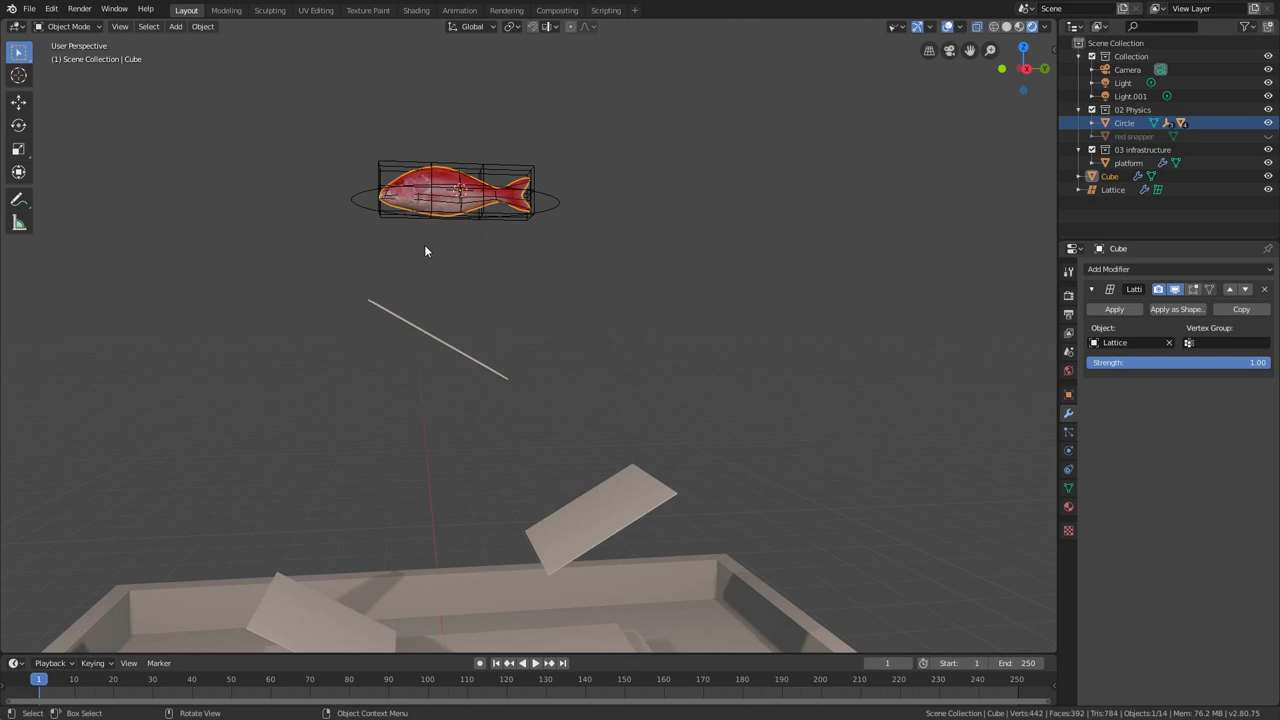 File Edit Render Window Help Layout Modeling Sculpting UV Editing Texture Paint Shading Animation Rendering Compositing Scripting + Scene View Layer
Object Mode View Select Add Object Global
User Perspective
(1) Scene Collection | Cube
Z
X
Y
Scene Collection
Collection
Camera
Light
Light.001
02 Physics
Circle
red snapper
03 infrastructure
platform
Cube
Lattice
Cube
Add Modifier
Latti
Apply Apply as Shape.. Copy
Object: Vertex Group:
Lattice
Strength: 1.00
Playback Keying View Marker 1 Start: 1 End: 250
1 10 20 30 40 50 60 70 80 90 100 110 120 130 140 150 160 170 180 190 200 210 220 230 240 250
Select Box Select Rotate View Object Context Menu Scene Collection | Cube | Verts:442 | Faces:392 | Tris:784 | Objects:1/14 | Mem: 76.2 MB | v2.80.75